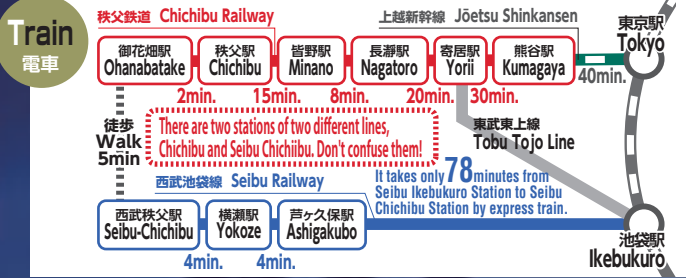 Train
電車
秩父鉄道 Chichibu Railway
上越新幹線 Jōetsu Shinkansen
東京駅
Tokyo
御花畑駅
Ohanabatake
秩父駅
Chichibu
皆野駅
Minano
長瀞駅
Nagatoro
寄居駅
Yorii
熊谷駅
Kumagaya
40min.
2min.
15min.
8min.
20min.
30min.
徒歩
Walk
5min
There are two stations of two different lines,
Chichibu and Seibu Chichiibu. Don't confuse them!
東武東上線
Tobu Tojo Line
西武池袋線 Seibu Railway
It takes only 78 minutes from
Seibu Ikebukuro Station to Seibu
Chichibu Station by express train.
西武秩父駅
Seibu-Chichibu
横瀬駅
Yokoze
芦ヶ久保駅
Ashigakubo
池袋駅
Ikebukuro
4min.
4min.